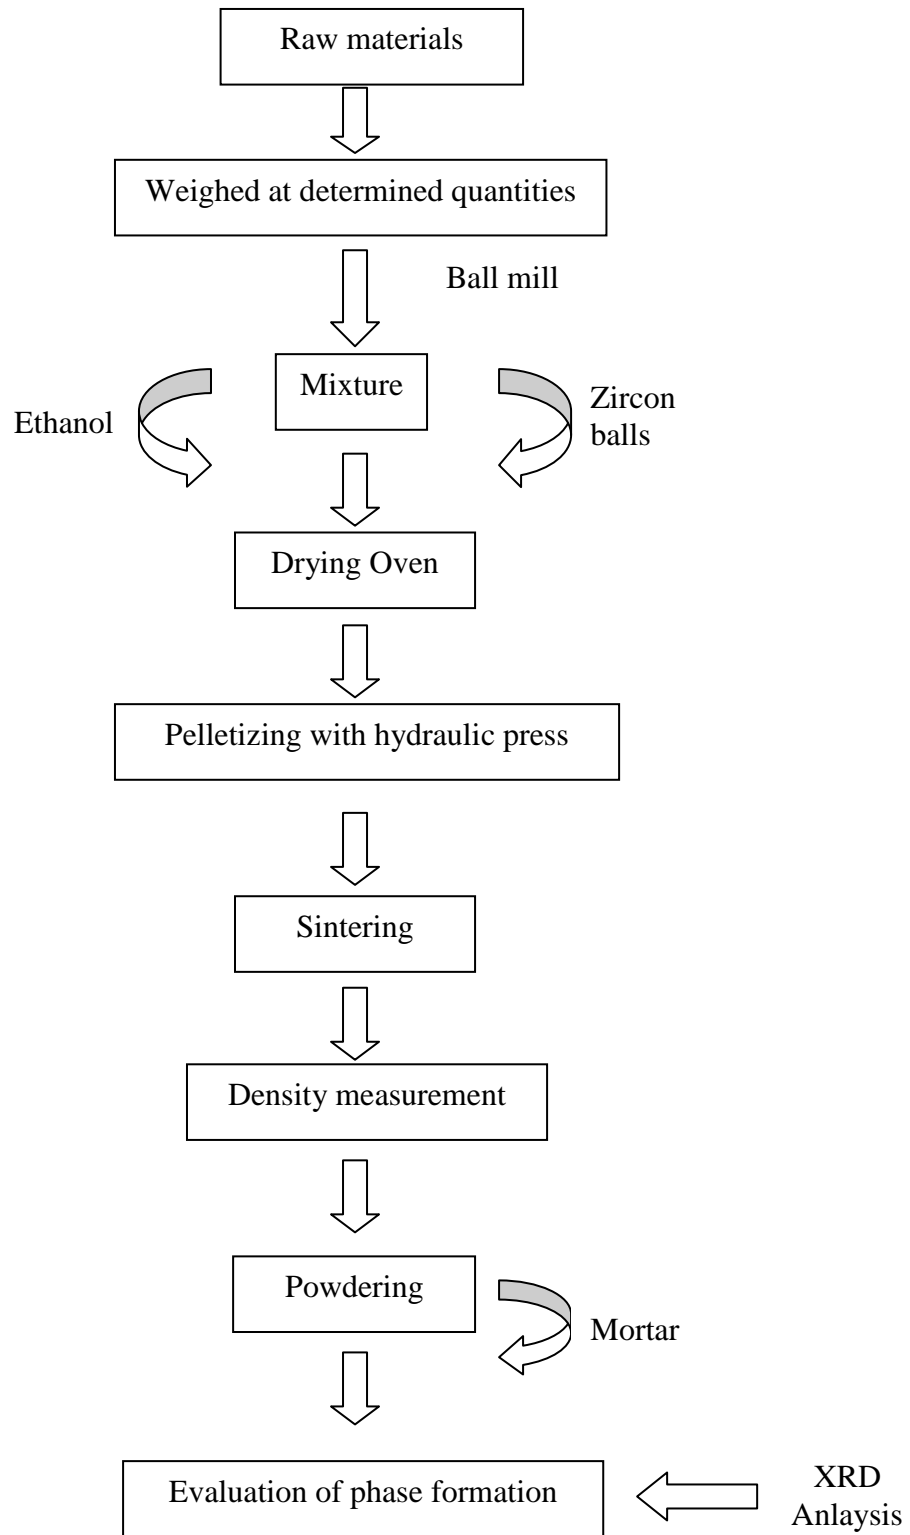 Raw materials
Weighed at determined quantities
Ball mill
Mixture
Ethanol
Zircon
balls
Drying Oven
Pelletizing with hydraulic press
Sintering
Density measurement
Powdering
Mortar
Evaluation of phase formation
XRD
Anlaysis